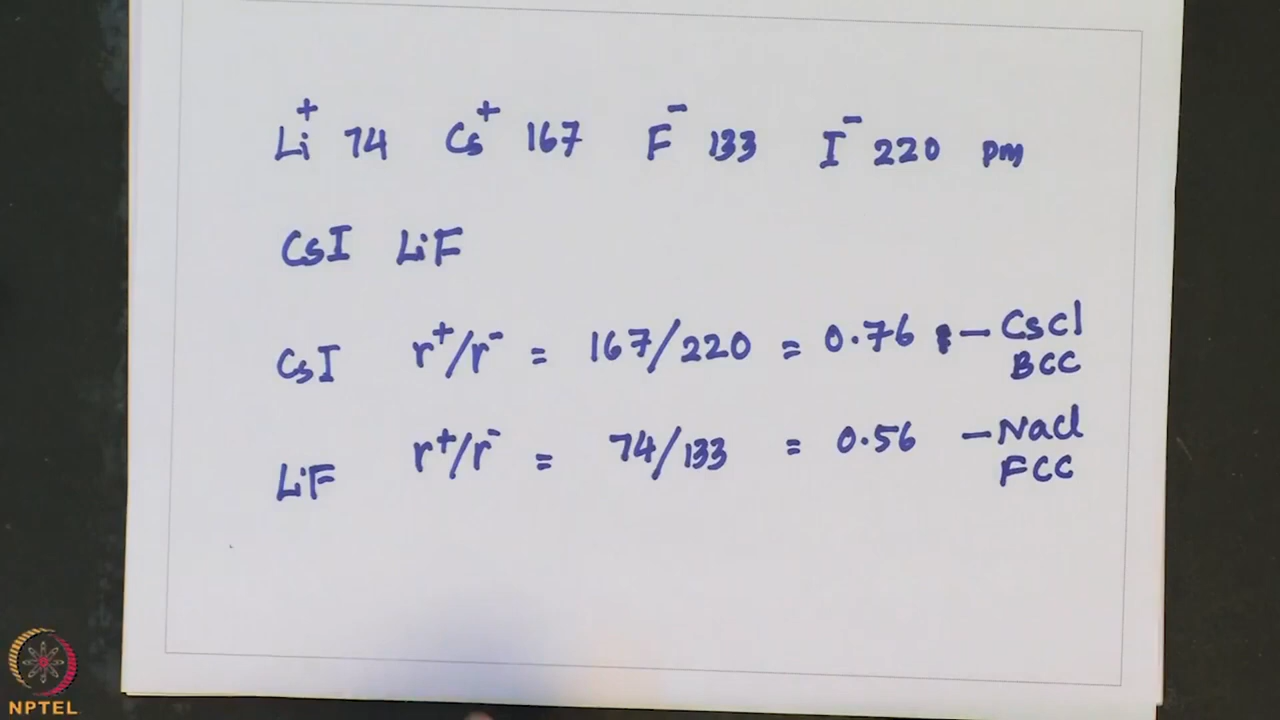 Li⁺ 74 Cs⁺ 167 F⁻ 133 I⁻ 220 pm
CsI LiF
CsI r⁺/r⁻ = 167/220 = 0.76 – CsCl
BCC
LiF r⁺/r⁻ = 74/133 = 0.56 – NaCl
FCC
NPTEL